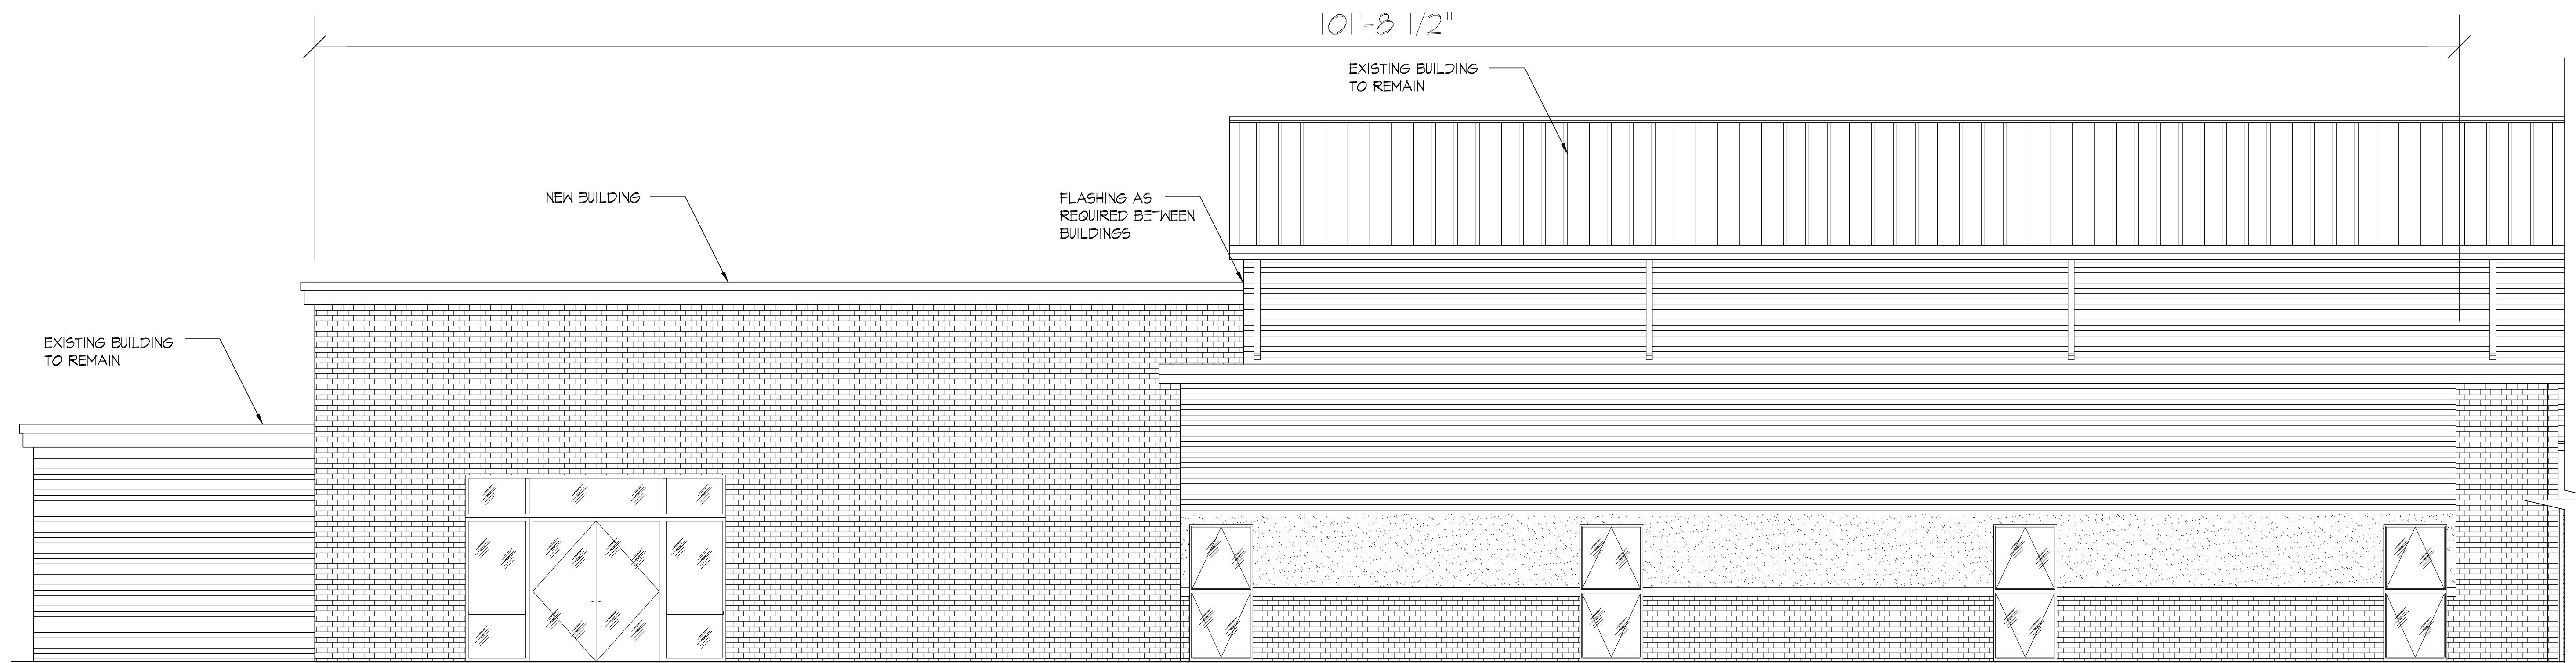 101'-8 1/2"
EXISTING BUILDING
TO REMAIN
NEW BUILDING
FLASHING AS
REQUIRED BETWEEN
BUILDINGS
EXISTING BUILDING
TO REMAIN